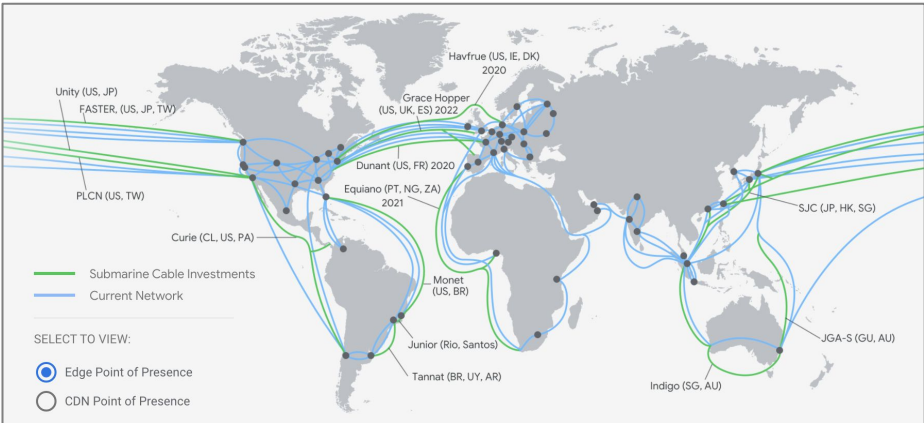 Havfrue (US, IE, DK)
2020
Unity (US, JP)
FASTER, (US, JP, TW)
Grace Hopper
(US, UK, ES) 2022
Dunant (US, FR) 2020
PLCN (US, TW)
Equiano (PT, NG, ZA)
2021
SJC (JP, HK, SG)
Curie (CL, US, PA)
Submarine Cable Investments
Current Network
Monet
(US, BR)
SELECT TO VIEW:
Junior (Rio, Santos)
JGA-S (GU, AU)
Edge Point of Presence
Tannat (BR, UY, AR)
Indigo (SG, AU)
CDN Point of Presence